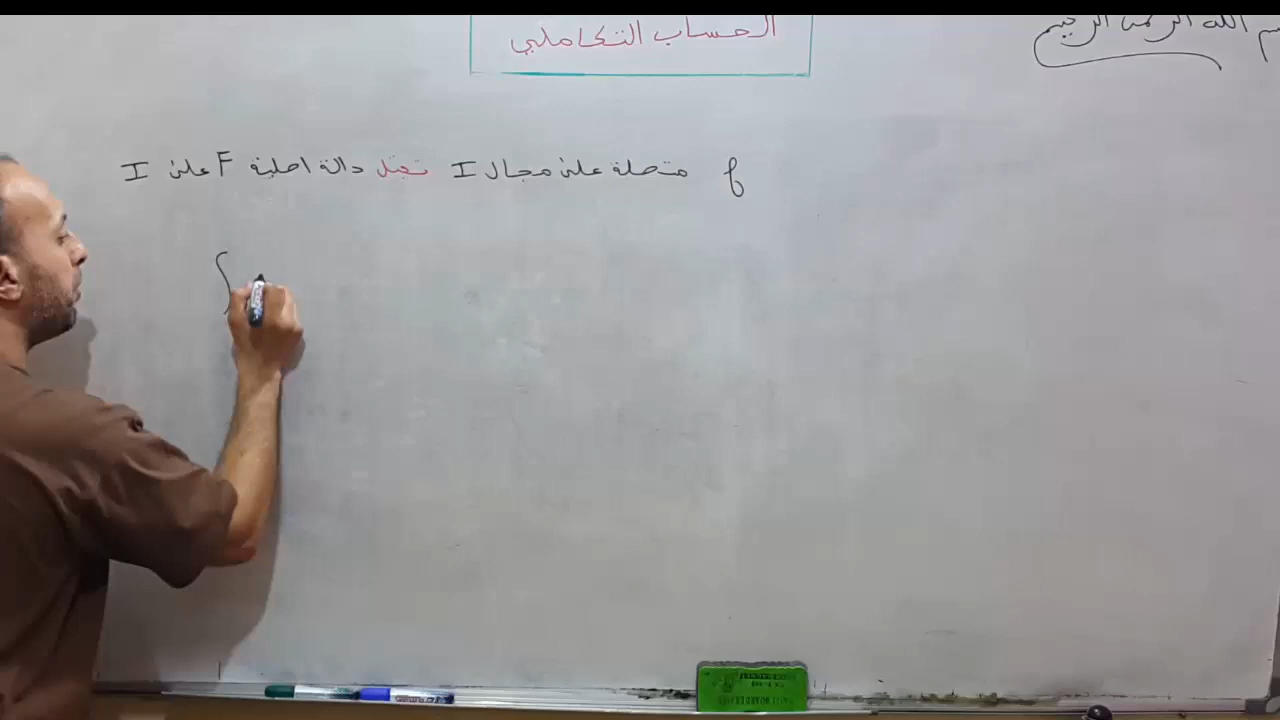 بسم الله الرحمن الرحيم
الحساب التكاملي
f متصلة على مجال I تقبل دالة اصلية F على I
∫